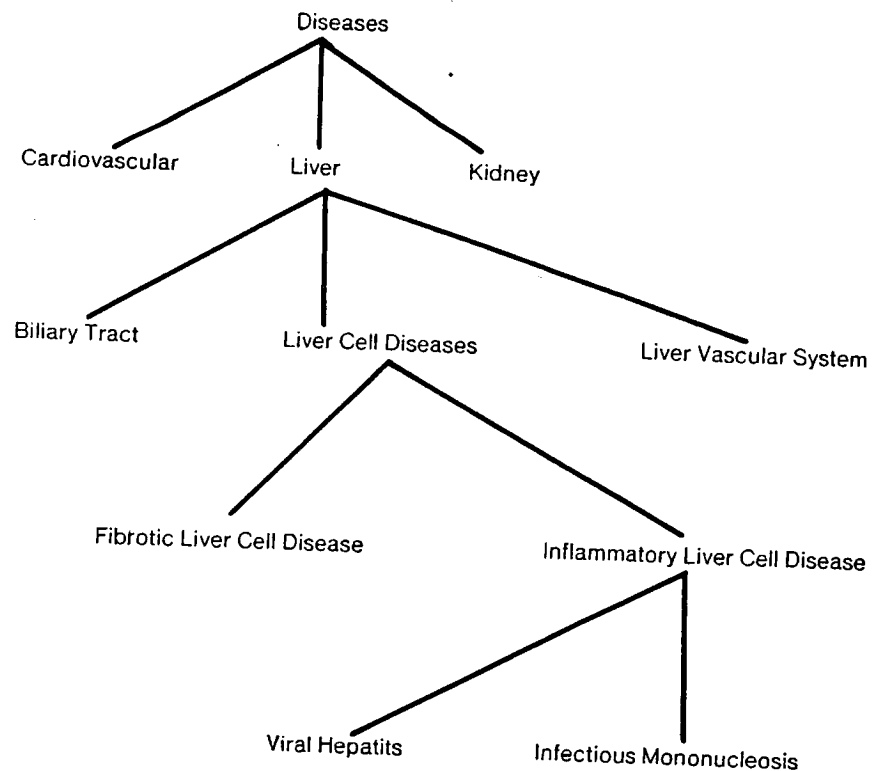 Diseases
Cardiovascular
Liver
Kidney
Biliary Tract
Liver Cell Diseases
Liver Vascular System
Fibrotic Liver Cell Disease
Inflammatory Liver Cell Disease
Viral Hepatits
Infectious Mononucleosis